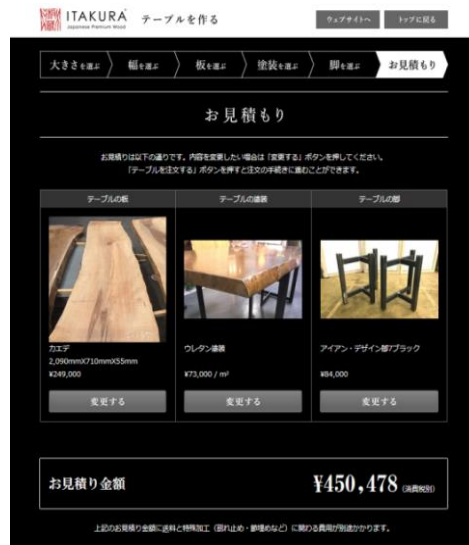 ITAKURA
Japanese Premium Wood
テーブルを作る
ウェブサイトへ
トップに戻る
大きさを選ぶ
幅を選ぶ
板を選ぶ
塗装を選ぶ
脚を選ぶ
お見積もり
お見積もり
お見積りは以下の通りです。内容を変更したい場合は「変更する」ボタンを押してください。
「テーブルを注文する」ボタンを押すと注文の手続きに進むことができます。
テーブルの板
テーブルの塗装
テーブルの脚
カエデ
2,090mmX710mmX55mm
¥249,000
ウレタン塗装
¥73,000 / m²
アイアン・デザイン脚7ブラック
¥84,000
変更する
変更する
変更する
お見積り金額
¥450,478 (消費税別)
上記のお見積り金額に送料と特殊加工（割れ止め・節埋めなど）に関わる費用が別途かかります。